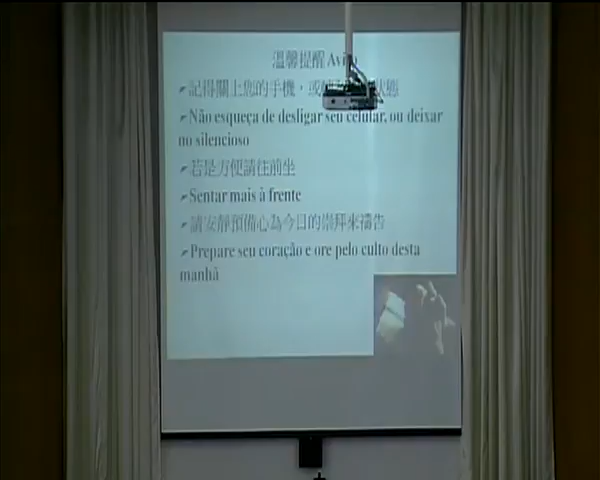 溫馨提醒
記得關上您的手機，或 狀態
Não esqueça de desligar seu celular, ou deixar
no silencioso
若是方便請往前坐
Sentar mais à frente
請安靜預備心為今日的崇拜來禱告
Prepare seu coração e ore pelo culto desta
manhã